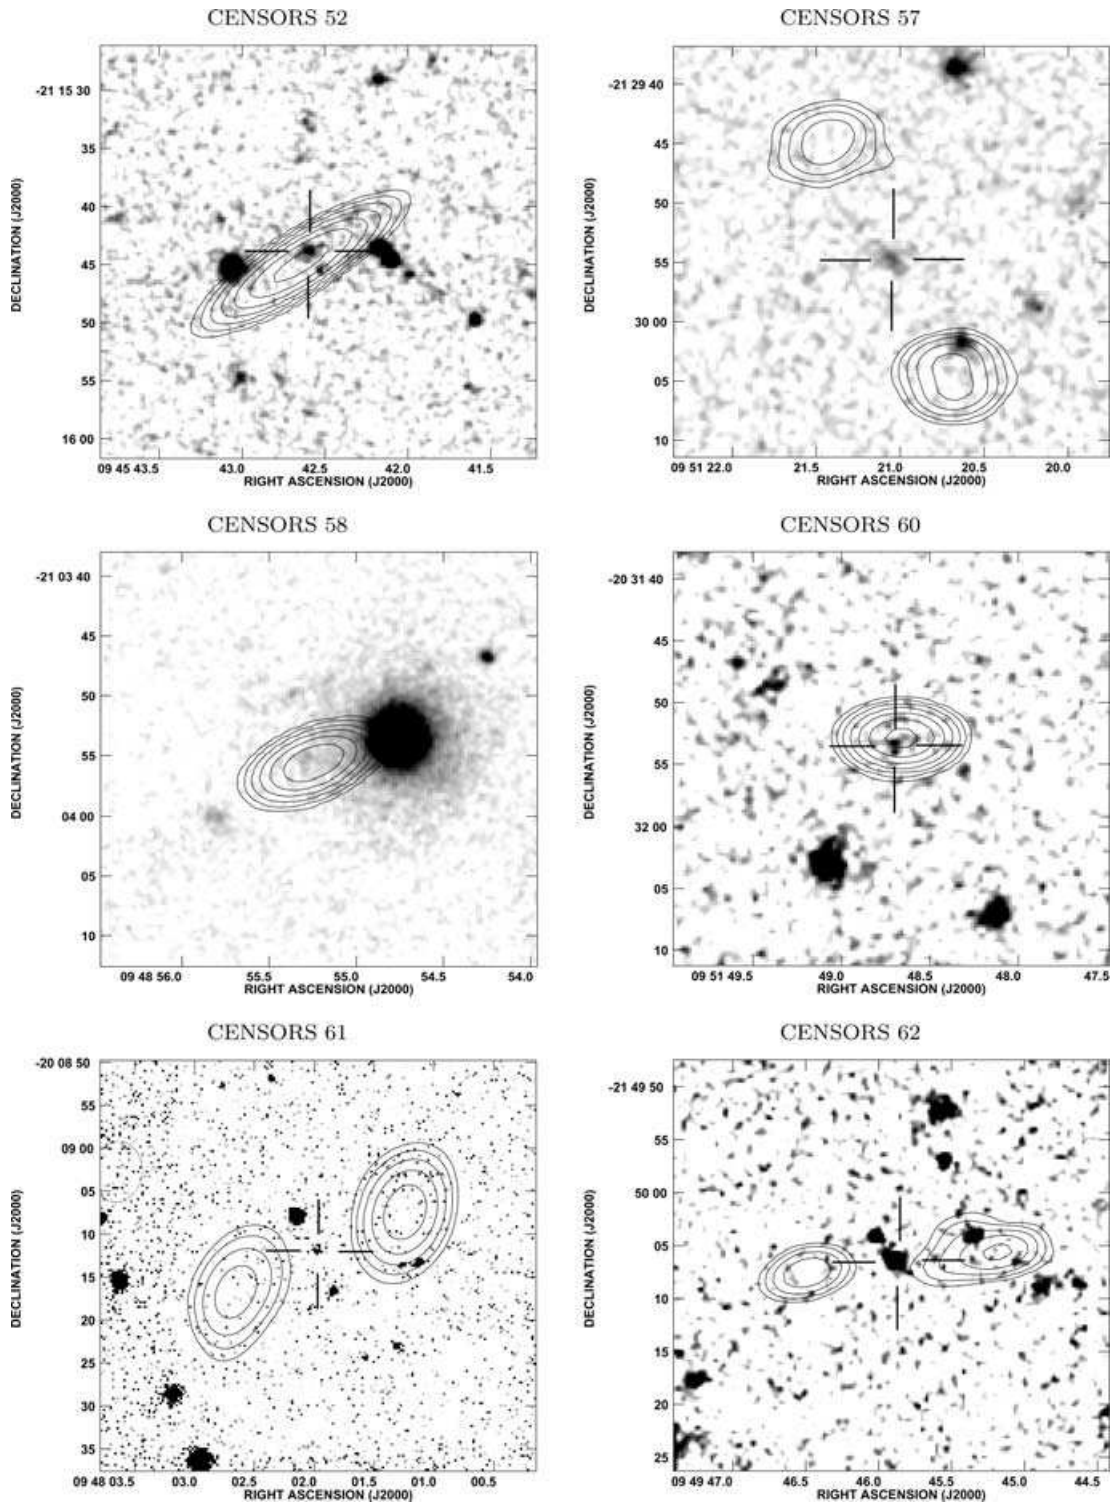 CENSORS 52
-21 15 30
35
40
45
50
55
16 00
DECLINATION (J2000)
09 45 43.5 43.0 42.5 42.0 41.5
RIGHT ASCENSION (J2000)
CENSORS 57
-21 29 40
45
50
55
30 00
05
10
DECLINATION (J2000)
09 51 22.0 21.5 21.0 20.5 20.0
RIGHT ASCENSION (J2000)
CENSORS 58
-21 03 40
45
50
55
04 00
05
10
DECLINATION (J2000)
09 48 56.0 55.5 55.0 54.5 54.0
RIGHT ASCENSION (J2000)
CENSORS 60
-20 31 40
45
50
55
32 00
05
10
DECLINATION (J2000)
09 51 49.5 49.0 48.5 48.0 47.5
RIGHT ASCENSION (J2000)
CENSORS 61
-20 08 50
55
09 00
05
10
15
20
25
30
35
DECLINATION (J2000)
09 48 03.5 03.0 02.5 02.0 01.5 01.0 00.5
RIGHT ASCENSION (J2000)
CENSORS 62
-21 49 50
55
50 00
05
10
15
20
25
DECLINATION (J2000)
09 49 47.0 46.5 46.0 45.5 45.0 44.5
RIGHT ASCENSION (J2000)